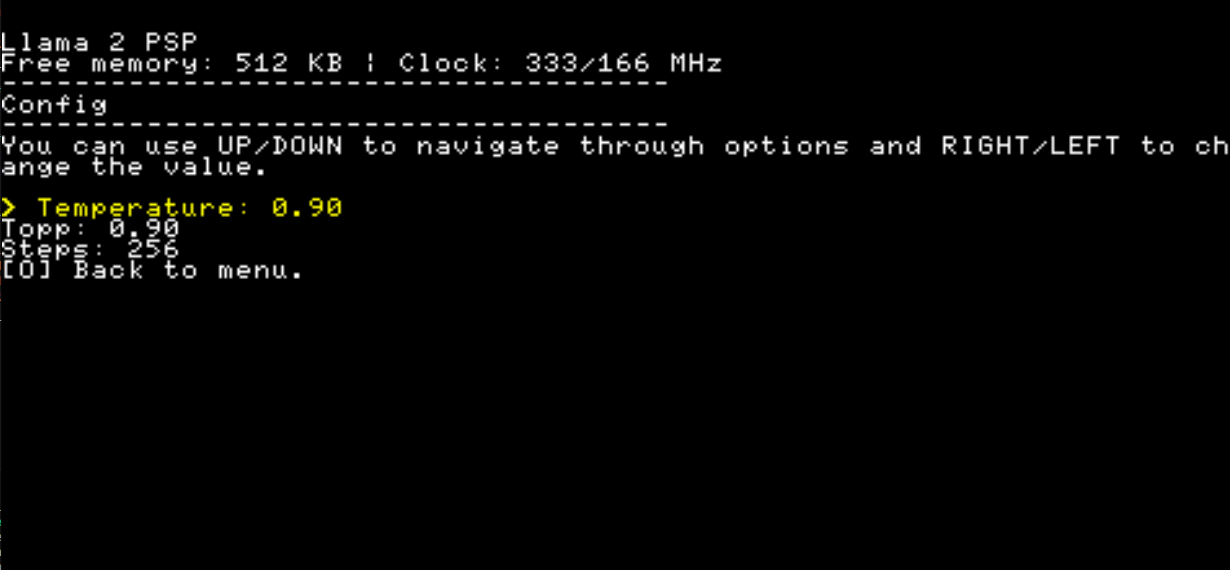 Llama 2 PSP
Free memory: 512 KB ¦ Clock: 333/166 MHz
-------------------------------------
Config
-------------------------------------
You can use UP/DOWN to navigate through options and RIGHT/LEFT to ch
ange the value.
> Temperature: 0.90
Topp: 0.90
Steps: 256
[O] Back to menu.